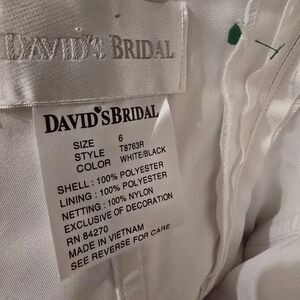 DAVID'S BRIDAL
DAVID'S BRIDAL
SIZE 6
STYLE T8763R
COLOR WHITE/BLACK
SHELL : 100% POLYESTER
LINING : 100% POLYESTER
NETTING : 100% NYLON
EXCLUSIVE OF DECORATION
RN 84270
MADE IN VIETNAM
SEE REVERSE FOR CARE